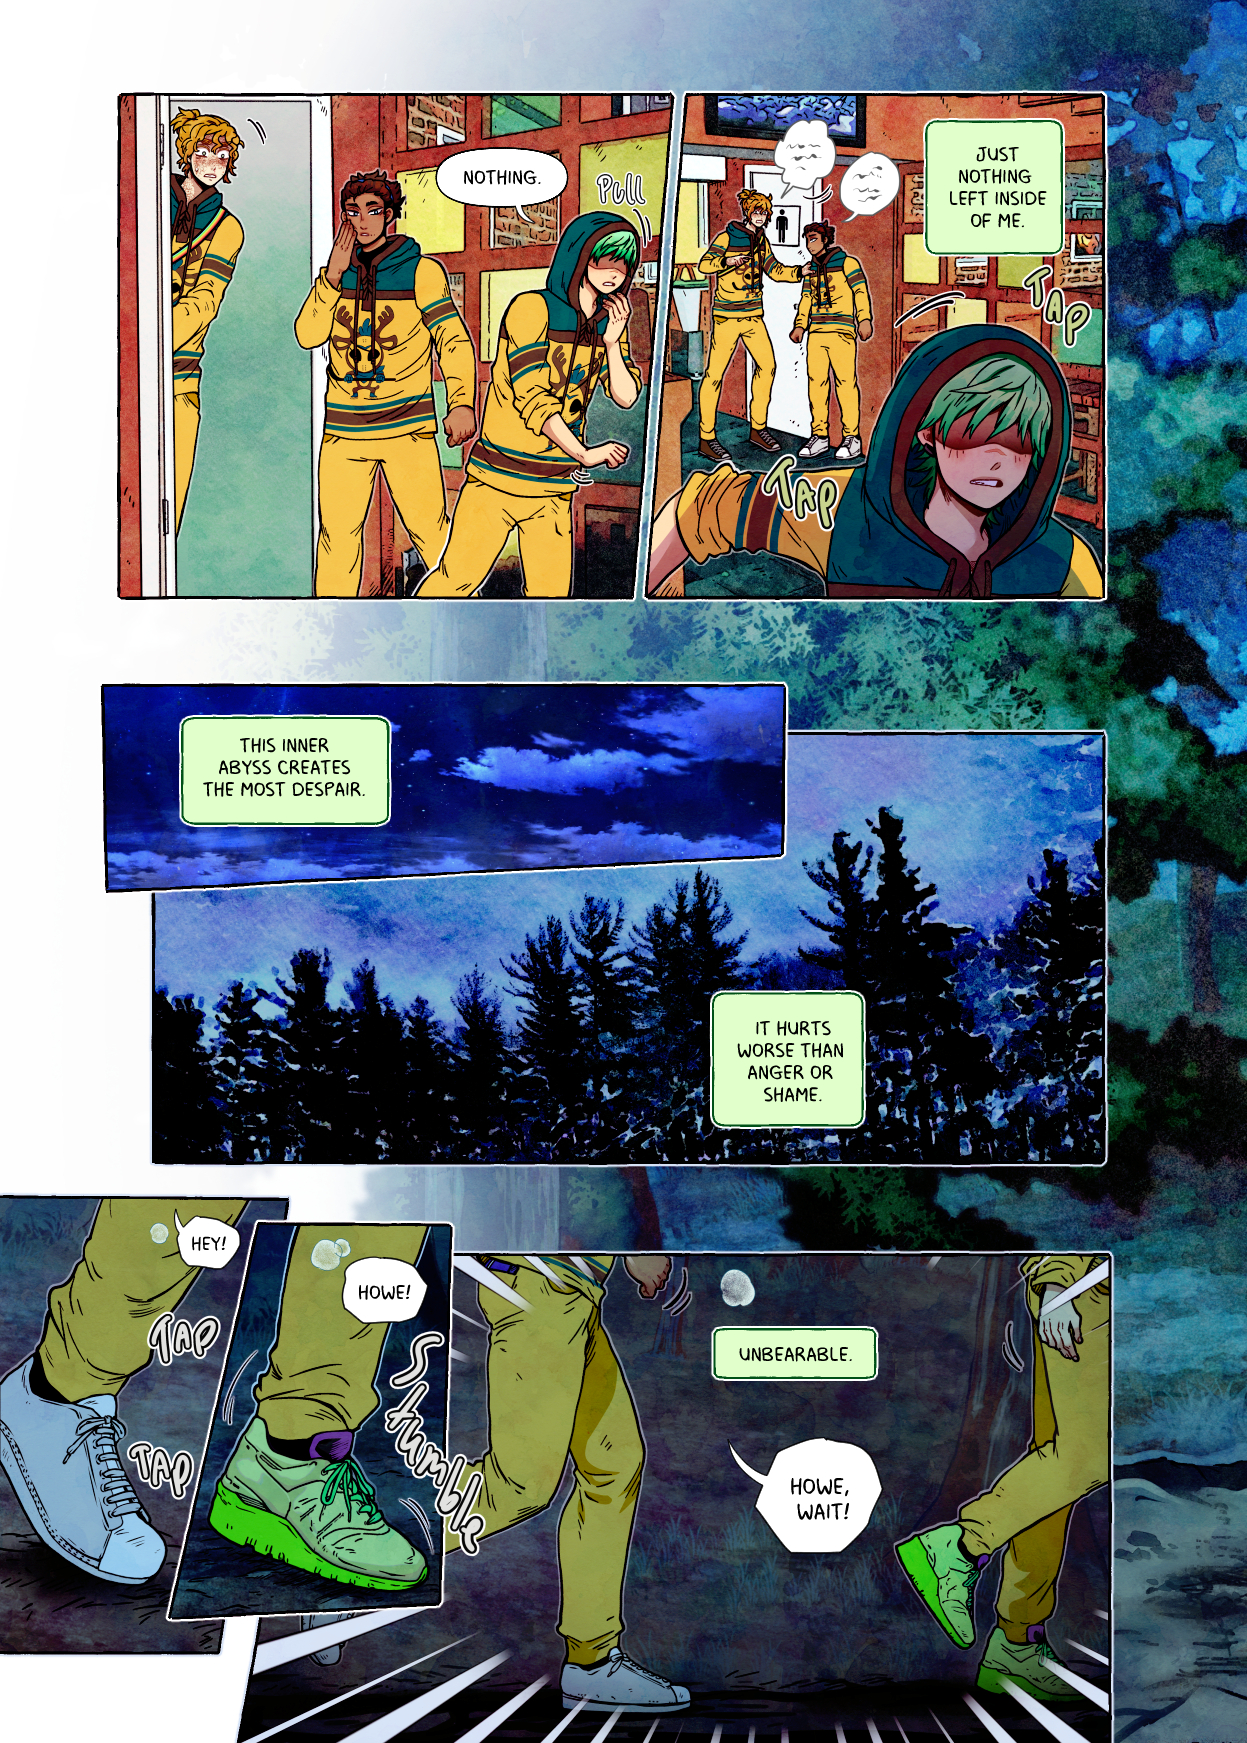 NOTHING.
Pull
JUST
NOTHING
LEFT INSIDE
OF ME.
TAP
TAP
THIS INNER
ABYSS CREATES
THE MOST DESPAIR.
IT HURTS
WORSE THAN
ANGER OR
SHAME.
HEY!
TAP
TAP
HOWE!
Stumble
UNBEARABLE.
HOWE,
WAIT!